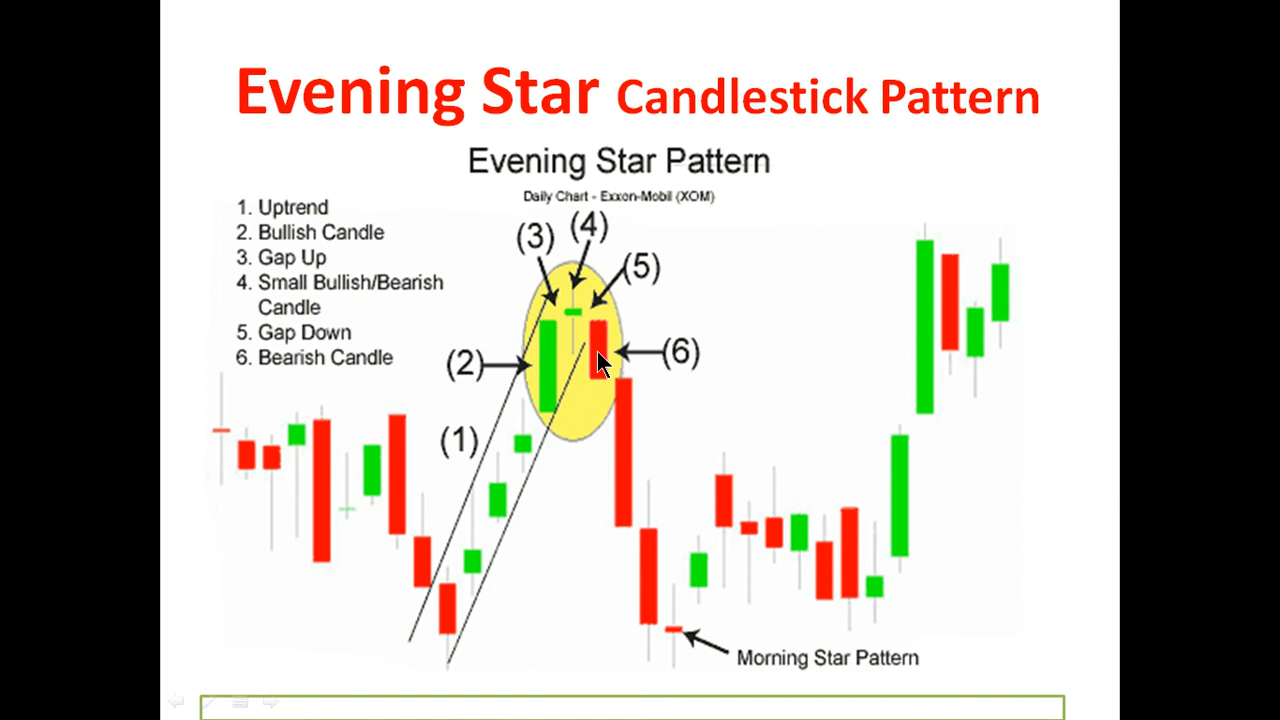 Evening Star Candlestick Pattern
Evening Star Pattern
Daily Chart - Exxon-Mobil (XOM)
1. Uptrend
2. Bullish Candle
3. Gap Up
4. Small Bullish/Bearish
Candle
5. Gap Down
6. Bearish Candle
(4)
(3)
(5)
(6)
(2)
(1)
Morning Star Pattern